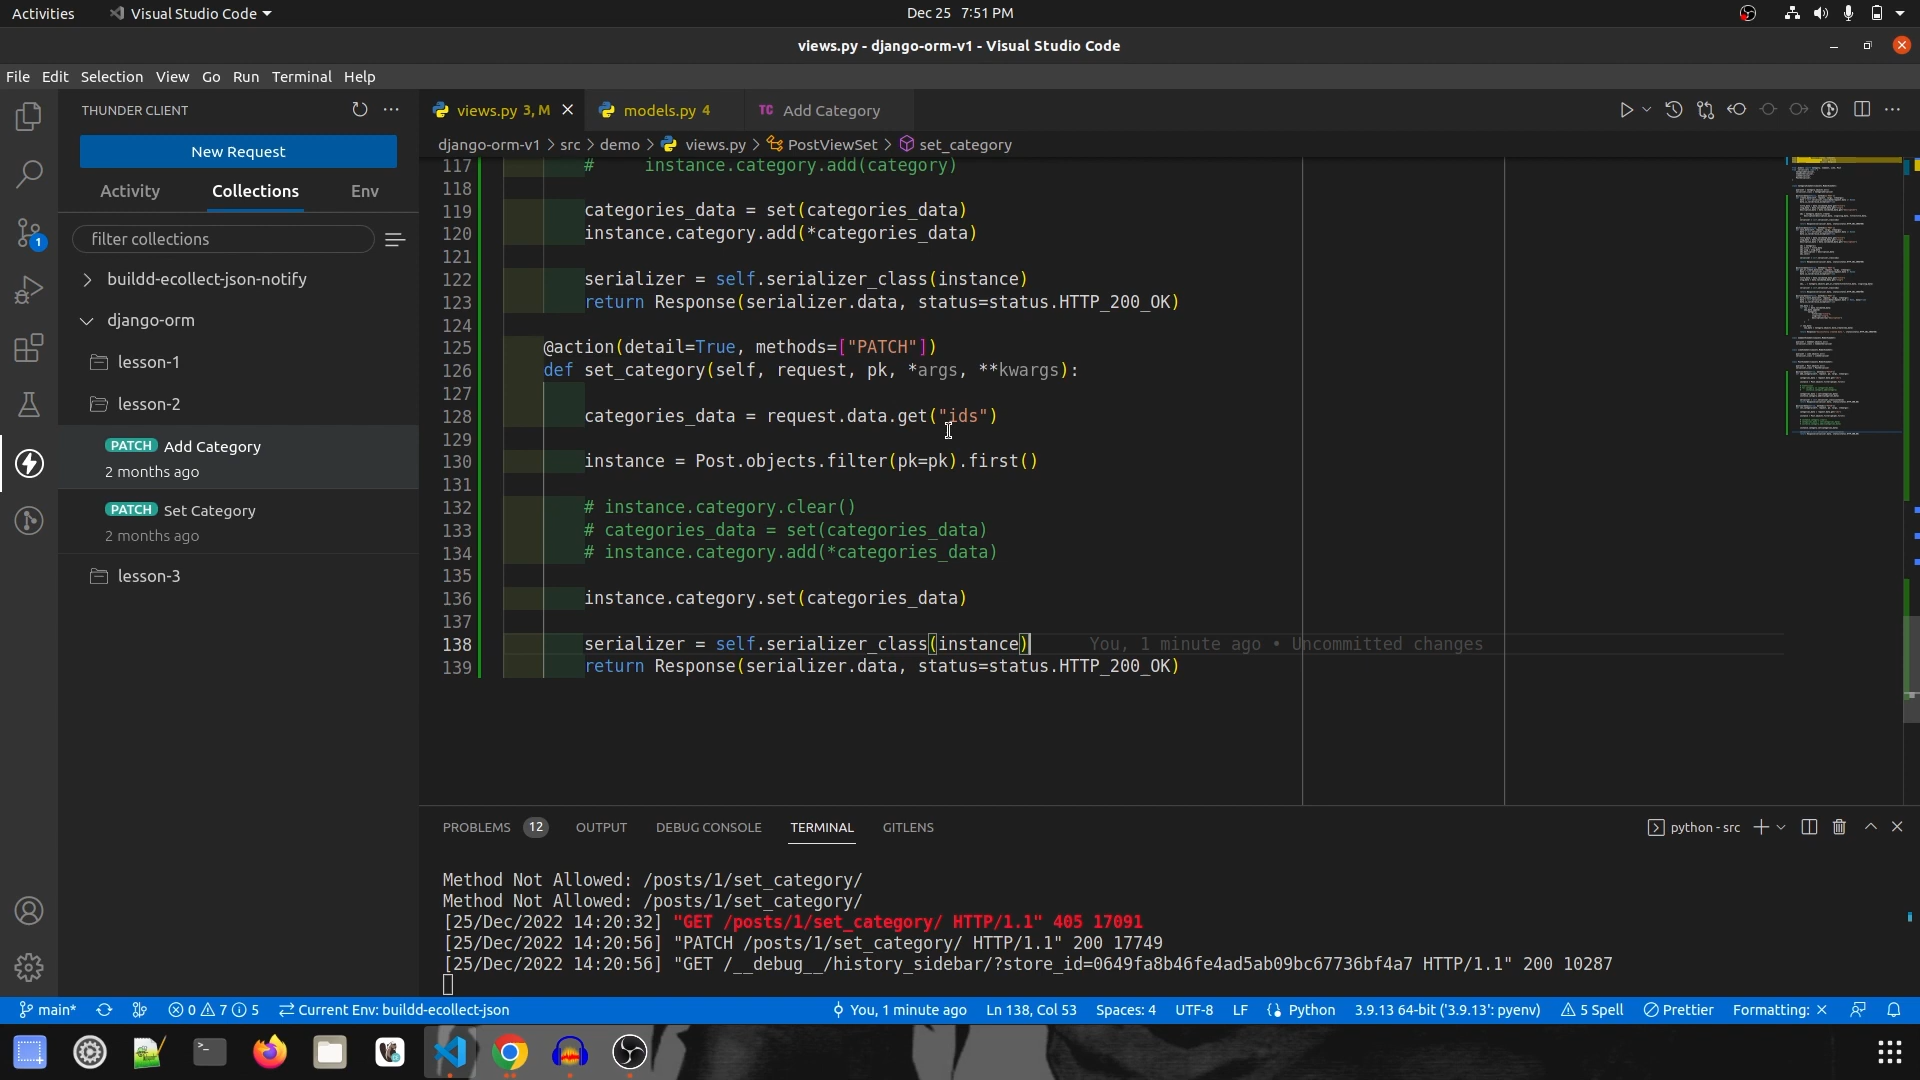 Activities
Visual Studio Code
Dec 25 7:51 PM
views.py - django-orm-v1 - Visual Studio Code
File Edit Selection View Go Run Terminal Help
THUNDER CLIENT
New Request
Activity Collections Env
filter collections
buildd-ecollect-json-notify
django-orm
lesson-1
lesson-2
PATCH Add Category
2 months ago
PATCH Set Category
2 months ago
lesson-3
1
views.py 3, M
models.py 4
TC Add Category
django-orm-v1 > src > demo > views.py > PostViewSet > set_category
117 #     instance.category.add(category)
118
119 categories_data = set(categories_data)
120 instance.category.add(*categories_data)
121
122 serializer = self.serializer_class(instance)
123 return Response(serializer.data, status=status.HTTP_200_OK)
124
125 @action(detail=True, methods=["PATCH"])
126 def set_category(self, request, pk, *args, **kwargs):
127
128 categories_data = request.data.get("ids")
129
130 instance = Post.objects.filter(pk=pk).first()
131
132 # instance.category.clear()
133 # categories_data = set(categories_data)
134 # instance.category.add(*categories_data)
135
136 instance.category.set(categories_data)
137
138 serializer = self.serializer_class(instance) You, 1 minute ago • Uncommitted changes
139 return Response(serializer.data, status=status.HTTP_200_OK)
PROBLEMS 12 OUTPUT DEBUG CONSOLE TERMINAL GITLENS
python - src
Method Not Allowed: /posts/1/set_category/
Method Not Allowed: /posts/1/set_category/
[25/Dec/2022 14:20:32] "GET /posts/1/set_category/ HTTP/1.1" 405 17091
[25/Dec/2022 14:20:56] "PATCH /posts/1/set_category/ HTTP/1.1" 200 17749
[25/Dec/2022 14:20:56] "GET /__debug__/history_sidebar/?store_id=0649fa8b46fe4ad5ab09bc67736bf4a7 HTTP/1.1" 200 10287
main* 0 7 5 Current Env: buildd-ecollect-json You, 1 minute ago Ln 138, Col 53 Spaces: 4 UTF-8 LF Python 3.9.13 64-bit ('3.9.13': pyenv) 5 Spell Prettier Formatting: ×